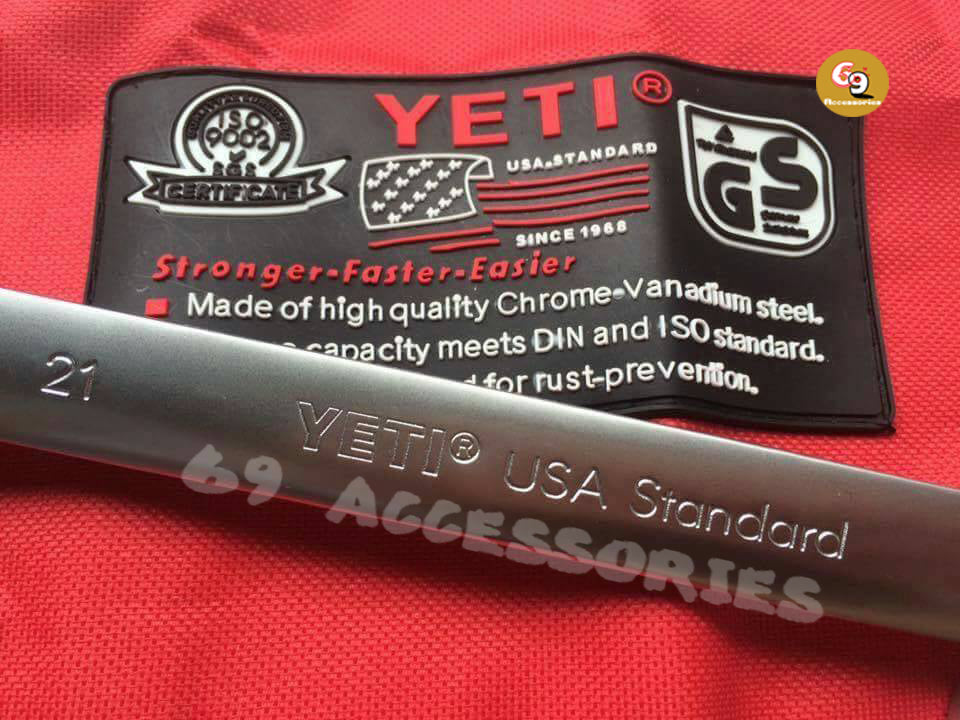 69
Accessories
YETI®
ISO
9002
SGS
CERTIFICATE
USA.STANDARD
SINCE 1968
GS
Stronger-Faster-Easier
Made of high quality Chrome-Vanadium steel.
capacity meets DIN and ISO standard.
for rust-prevention.
21
YETI® USA Standard
69 ACCESSORIES